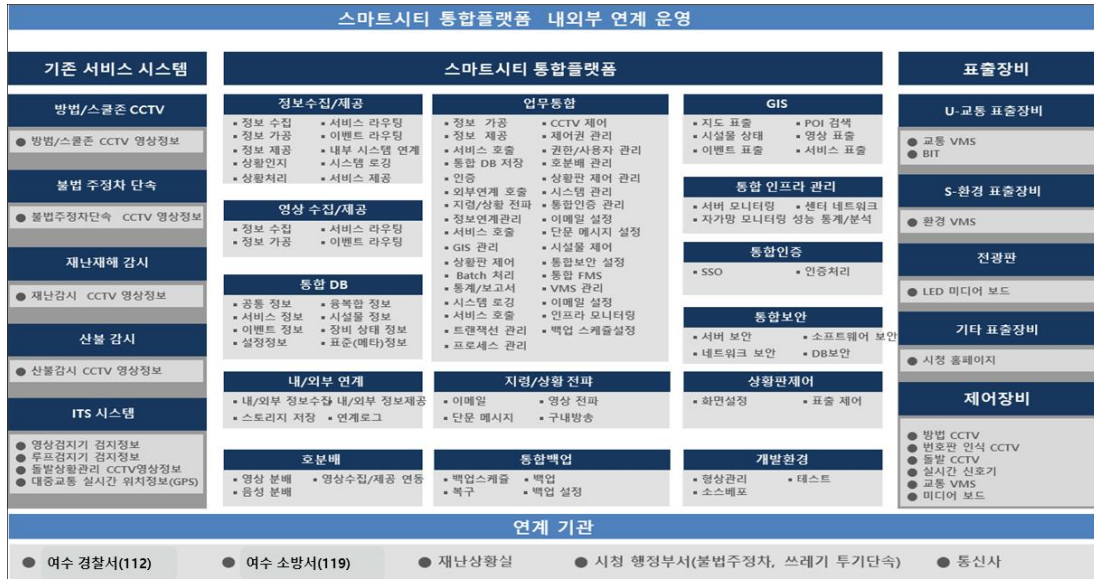 스마트시티 통합플랫폼 내외부 연계 운영
기존 서비스 시스템
방법/스쿨존 CCTV
● 방범/스쿨존 CCTV 영상정보
불법 주정차 단속
● 불법주정차단속 CCTV 영상정보
재난재해 감시
● 재난감시 CCTV 영상정보
산불 감시
● 산불감시 CCTV 영상정보
ITS 시스템
● 영상검지기 검지정보
● 루프검지기 검지정보
● 돌발상황관리 CCTV영상정보
● 대중교통 실시간 위치정보(GPS)
스마트시티 통합플랫폼
정보수집/제공
▪ 정보 수집 ▪ 서비스 라우팅
▪ 정보 가공 ▪ 이벤트 라우팅
▪ 정보 제공 ▪ 내부 시스템 연계
▪ 상황인지 ▪ 시스템 로깅
▪ 상황처리 ▪ 서비스 제공
영상 수집/제공
▪ 정보 수집 ▪ 서비스 라우팅
▪ 정보 가공 ▪ 이벤트 라우팅
통합 DB
▪ 공통 정보 ▪ 융복합 정보
▪ 서비스 정보 ▪ 시설물 정보
▪ 이벤트 정보 ▪ 장비 상태 정보
▪ 설정정보 ▪ 표준(메타)정보
내/외부 연계
▪ 내/외부 정보수집 ▪ 내/외부 정보제공
▪ 스토리지 저장 ▪ 연계로그
호분배
▪ 영상 분배 ▪ 영상수집/제공 연동
▪ 음성 분배
업무통합
▪ 정보 가공 ▪ CCTV 제어
▪ 정보 제공 ▪ 제어권 관리
▪ 서비스 호출 ▪ 권한/사용자 관리
▪ 통합 DB 저장 ▪ 호분배 관리
▪ 인증 ▪ 상황판 제어 관리
▪ 외부연계 호출 ▪ 시스템 관리
▪ 지령/상황 전파 ▪ 통합인증 관리
▪ 정보연계관리 ▪ 이메일 설정
▪ 서비스 호출 ▪ 단문 메시지 설정
▪ GIS 관리 ▪ 시설물 제어
▪ 상황판 제어 ▪ 통합보안 설정
▪ Batch 처리 ▪ 통합 FMS
▪ 통계/보고서 ▪ VMS 관리
▪ 시스템 로깅 ▪ 이메일 설정
▪ 서비스 호출 ▪ 인프라 모니터링
▪ 트랜잭션 관리 ▪ 백업 스케쥴설정
▪ 프로세스 관리
지령/상황 전파
▪ 이메일 ▪ 영상 전파
▪ 단문 메시지 ▪ 구내방송
통합백업
▪ 백업스케쥴 ▪ 백업
▪ 복구 ▪ 백업 설정
GIS
▪ 지도 표출 ▪ POI 검색
▪ 시설물 상태 ▪ 영상 표출
▪ 이벤트 표출 ▪ 서비스 표출
통합 인프라 관리
▪ 서버 모니터링 ▪ 센터 네트워크
▪ 자가망 모니터링 성능 통계/분석
통합인증
▪ SSO ▪ 인증처리
통합보안
▪ 서버 보안 ▪ 소프트웨어 보안
▪ 네트워크 보안 ▪ DB보안
상황판제어
▪ 화면설정 ▪ 표출 제어
개발환경
▪ 형상관리 ▪ 테스트
▪ 소스베포
표출장비
U-교통 표출장비
● 교통 VMS
● BIT
S-환경 표출장비
● 환경 VMS
전광판
● LED 미디어 보드
기타 표출장비
● 시청 홈페이지
제어장비
● 방법 CCTV
● 번호판 인식 CCTV
● 돌발 CCTV
● 실시간 신호기
● 교통 VMS
● 미디어 보드
연계 기관
● 여수 경찰서(112) ● 여수 소방서(119) ● 재난상황실 ● 시청 행정부서(불법주정차, 쓰레기 투기단속) ● 통신사